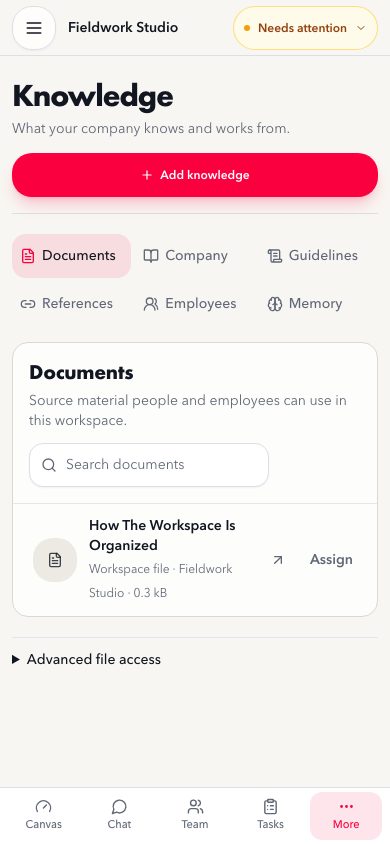 Fieldwork Studio
Needs attention
Knowledge
What your company knows and works from.
Add knowledge
Documents
Company
Guidelines
References
Employees
Memory
Documents
Source material people and employees can use in
this workspace.
Search documents
How The Workspace Is
Organized
Workspace file · Fieldwork
Studio · 0.3 kB
Assign
Advanced file access
Canvas
Chat
Team
Tasks
More